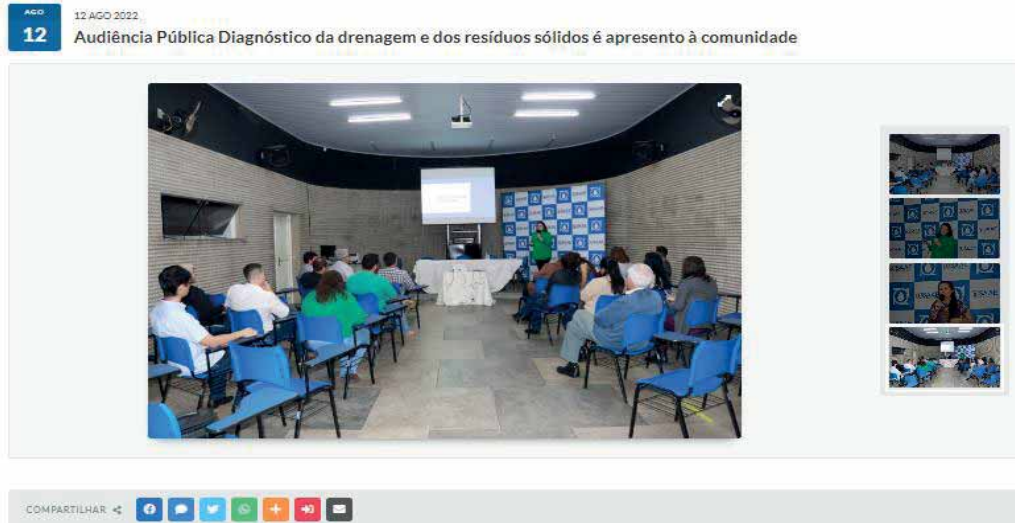 AGO
12
12 AGO 2022
Audiência Pública Diagnóstico da drenagem e dos resíduos sólidos é apresento à comunidade
COMPARTILHAR